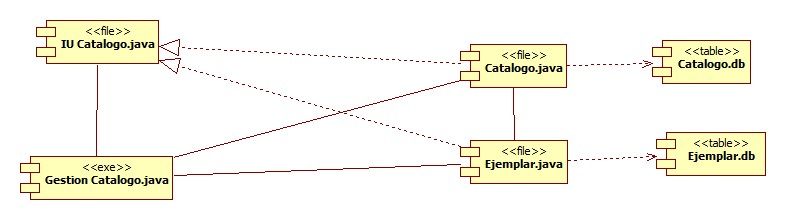 <<file>>
IU Catalogo.java
<<file>>
Catalogo.java
<<table>>
Catalogo.db
<<exe>>
Gestion Catalogo.java
<<file>>
Ejemplar.java
<<table>>
Ejemplar.db